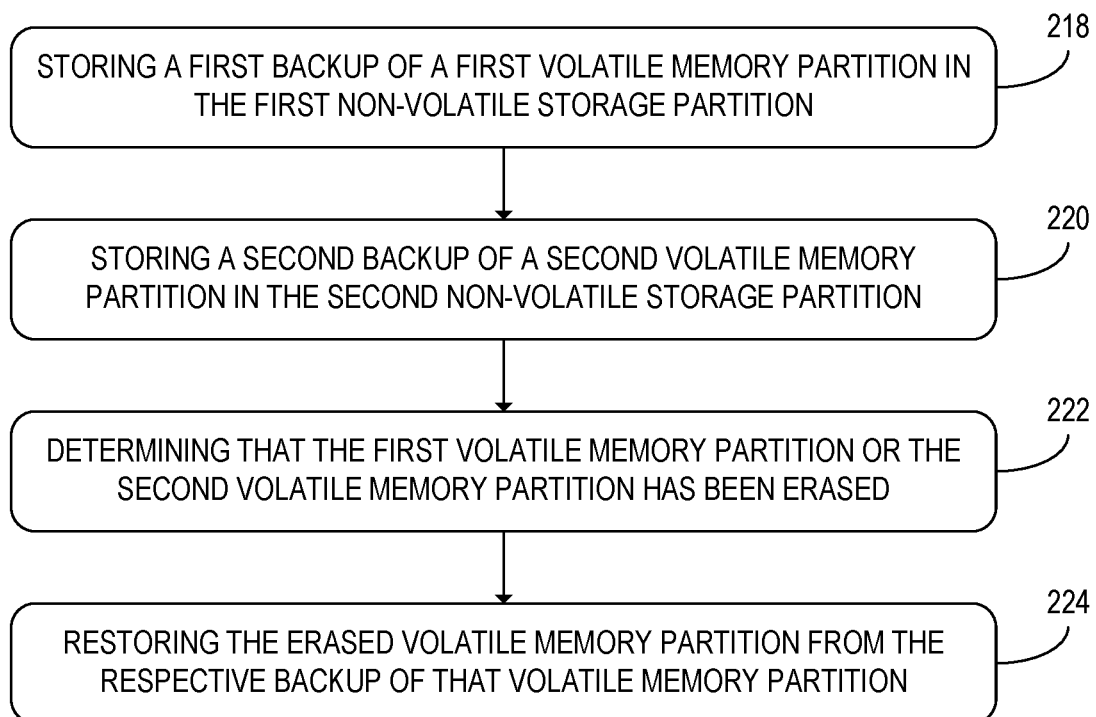 218
STORING A FIRST BACKUP OF A FIRST VOLATILE MEMORY PARTITION IN
THE FIRST NON-VOLATILE STORAGE PARTITION
220
STORING A SECOND BACKUP OF A SECOND VOLATILE MEMORY
PARTITION IN THE SECOND NON-VOLATILE STORAGE PARTITION
222
DETERMINING THAT THE FIRST VOLATILE MEMORY PARTITION OR THE
SECOND VOLATILE MEMORY PARTITION HAS BEEN ERASED
224
RESTORING THE ERASED VOLATILE MEMORY PARTITION FROM THE
RESPECTIVE BACKUP OF THAT VOLATILE MEMORY PARTITION